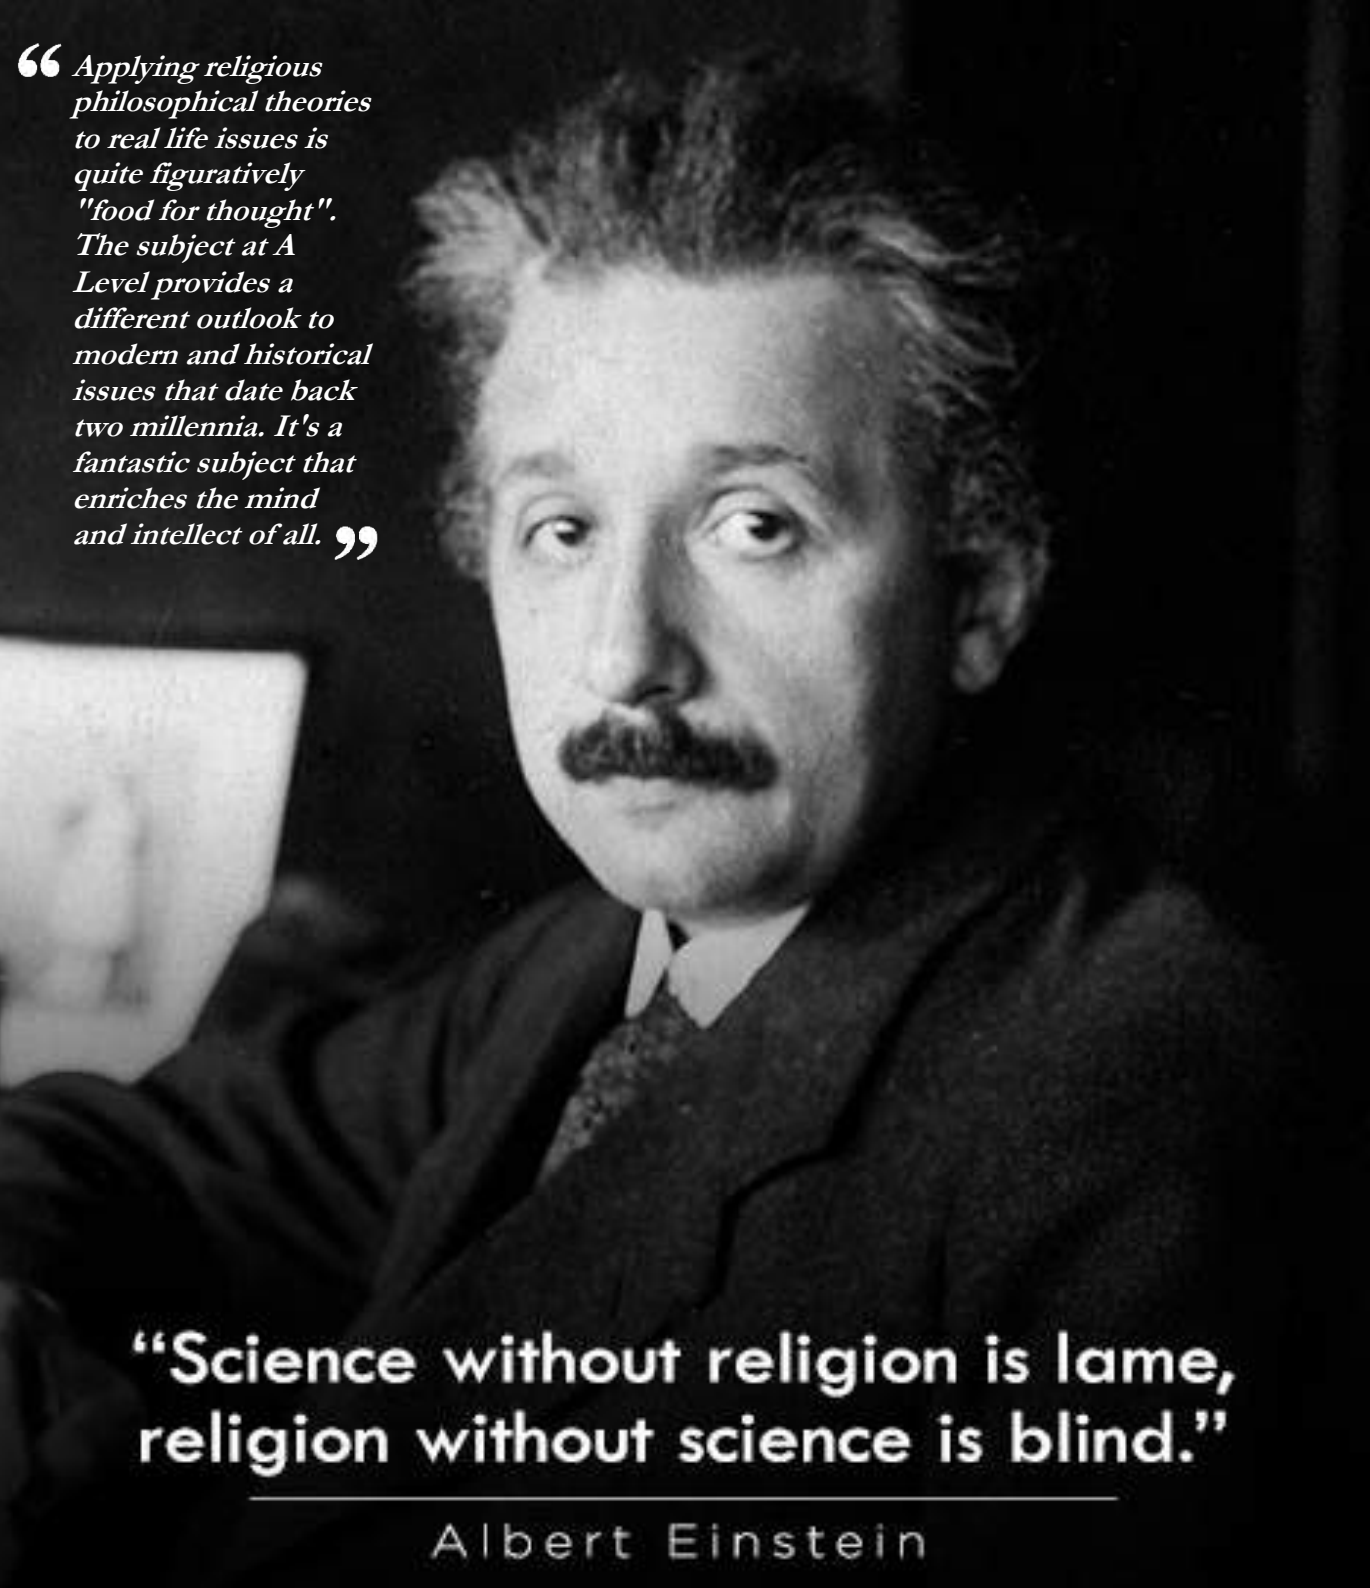 “ Applying religious
philosophical theories
to real life issues is
quite figuratively
"food for thought".
The subject at A
Level provides a
different outlook to
modern and historical
issues that date back
two millennia. It's a
fantastic subject that
enriches the mind
and intellect of all. ”
“Science without religion is lame,
religion without science is blind.”
Albert Einstein